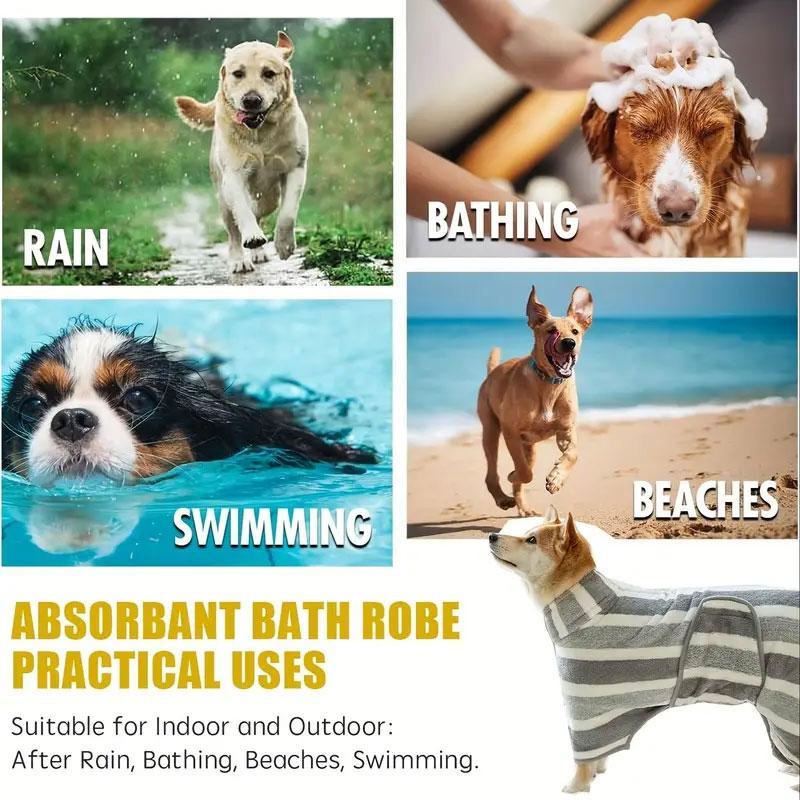 RAIN
BATHING
SWIMMING
BEACHES
ABSORBANT BATH ROBE
PRACTICAL USES
Suitable for Indoor and Outdoor:
After Rain, Bathing, Beaches, Swimming.